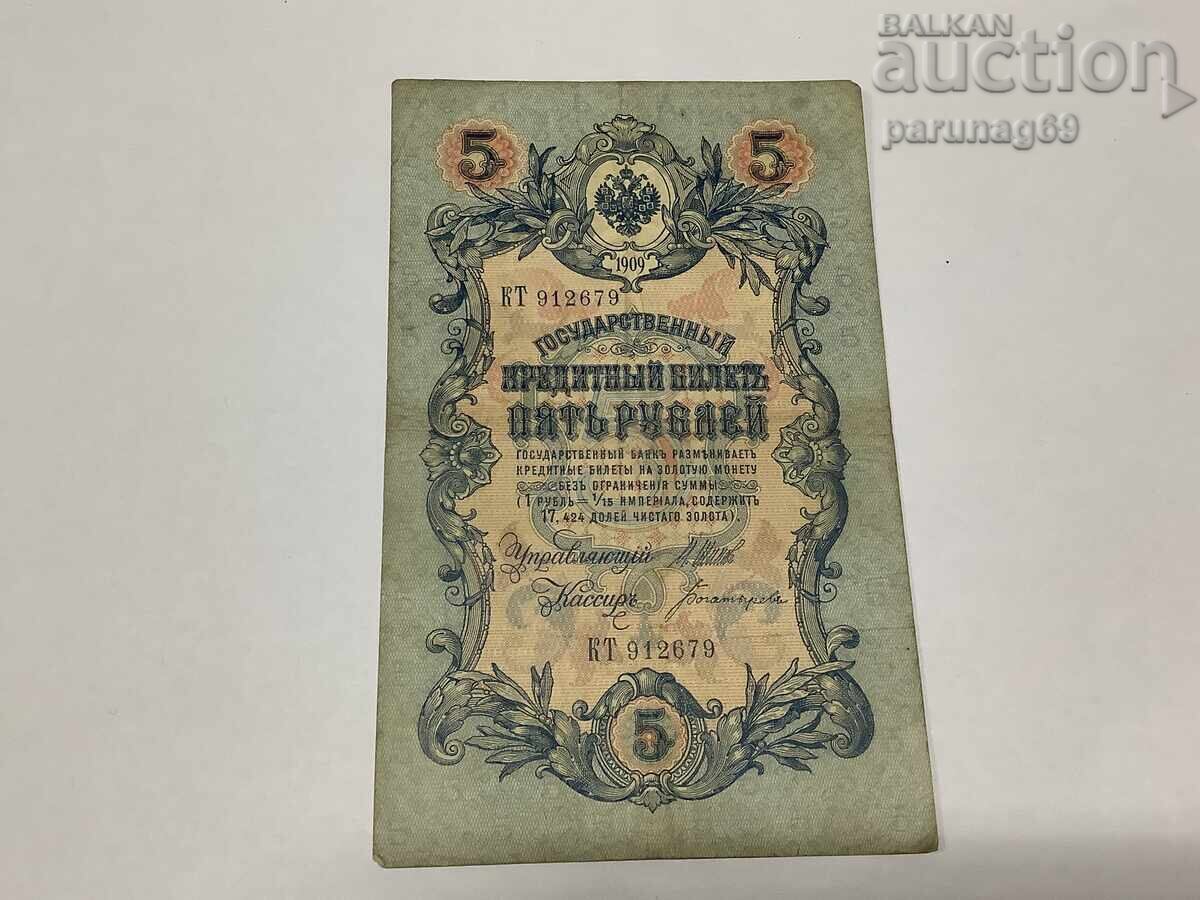 BALKAN
auction
parunag69
5 5
1909
КТ 912679
ГОСУДАРСТВЕННЫЙ
КРЕДИТНЫЙ БИЛЕТЪ
ПЯТЬ РУБЛЕЙ
ГОСУДАРСТВЕННЫЙ БАНКЪ РАЗМѢНИВАЕТЪ
КРЕДИТНЫЕ БИЛЕТЫ НА ЗОЛОТУЮ МОНЕТУ
БЕЗЪ ОГРАНИЧЕНІЯ СУММЫ
(1 РУБЛЬ = 1/15 ИМПЕРІАЛА, СОДЕРЖИТЪ
17,424 ДОЛЕЙ ЧИСТАГО ЗОЛОТА).
Управляющій
Кассиръ Богатыревъ
КТ 912679
5